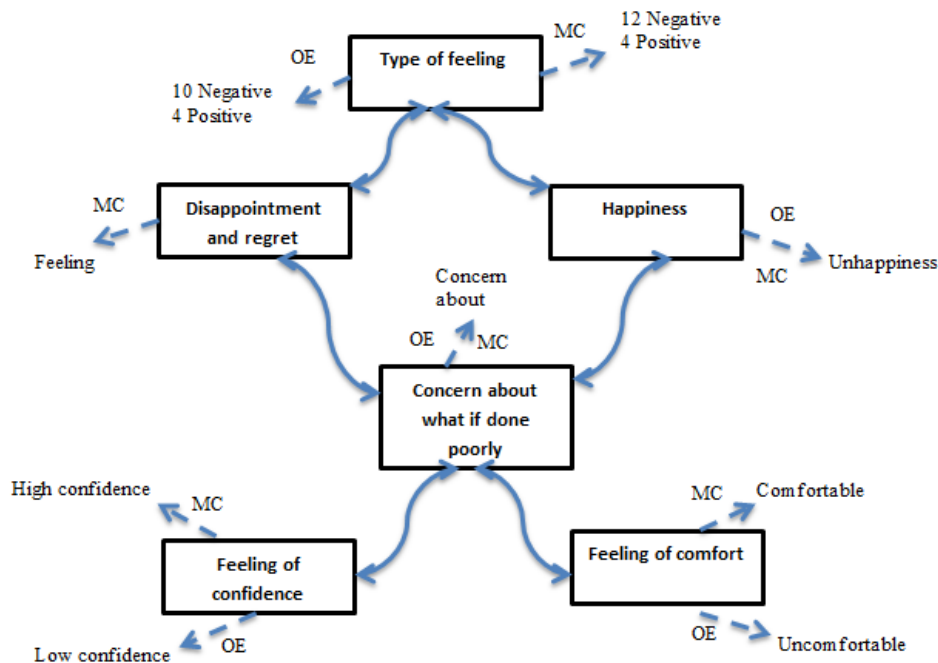 12 Negative
4 Positive
MC
OE
Type of feeling
10 Negative
4 Positive
MC
Disappointment
and regret
Happiness
OE
Feeling
MC
Unhappiness
Concern
about
OE
MC
Concern about
what if done
poorly
High confidence
MC
MC
Comfortable
Feeling of
confidence
Feeling of comfort
Low confidence
OE
OE
Uncomfortable